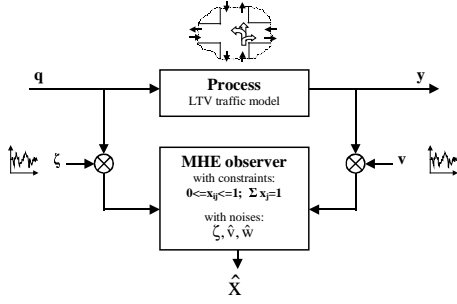 q
Process
LTV traffic model
y
ζ
MHE observer
with constraints:
0<=x_ij<=1; Σ x_j=1
with noises:
ζ, v̂, ŵ
v
X̂